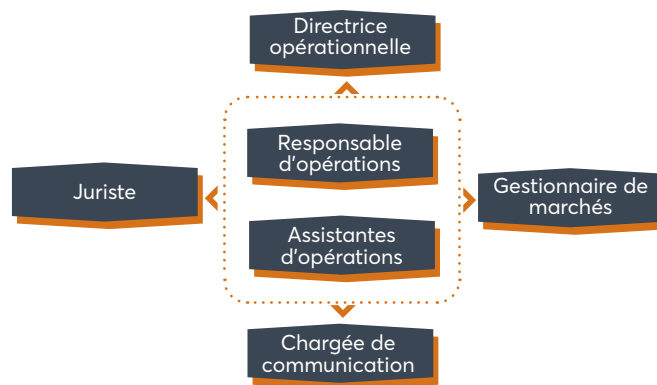 Directrice
opérationnelle
Responsable
d'opérations
Juriste
Gestionnaire de
marchés
Assistantes
d'opérations
Chargée de
communication